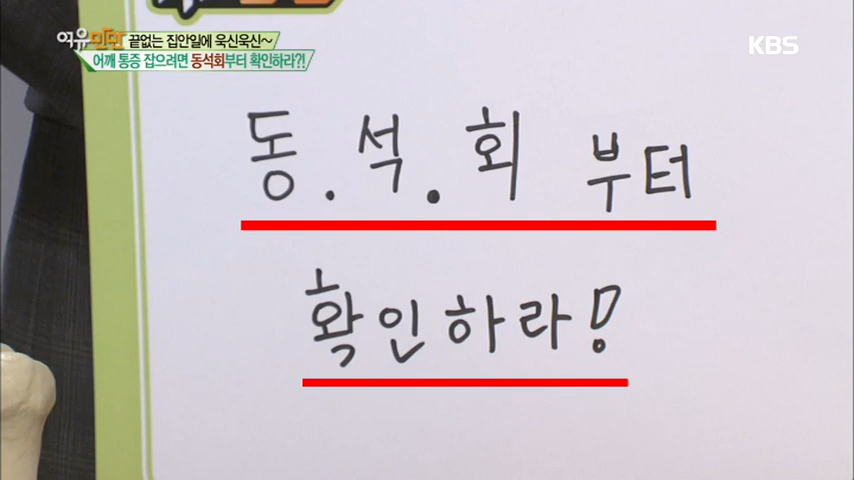 여유만만 끝없는 집안일에 욱신욱신~
어깨 통증 잡으려면 동석회부터 확인하라?!
KBS
동.석.회 부터
확인하라!